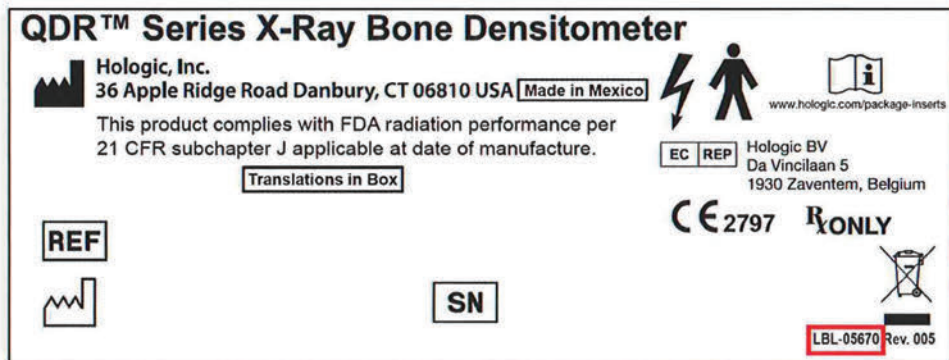 QDR™ Series X-Ray Bone Densitometer
Hologic, Inc.
36 Apple Ridge Road Danbury, CT 06810 USA Made in Mexico
This product complies with FDA radiation performance per
21 CFR subchapter J applicable at date of manufacture.
Translations in Box
www.hologic.com/package-inserts
EC REP
Hologic BV
Da Vincilaan 5
1930 Zaventem, Belgium
CE 2797
Rx ONLY
REF
SN
LBL-05670 Rev. 005